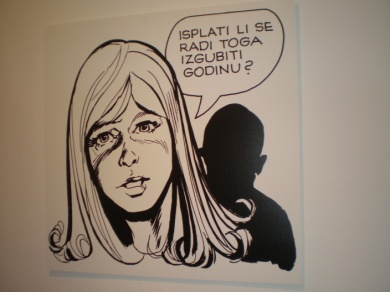 ISPLATI LI SE
RADI TOGA
IZGUBITI
GODINU?